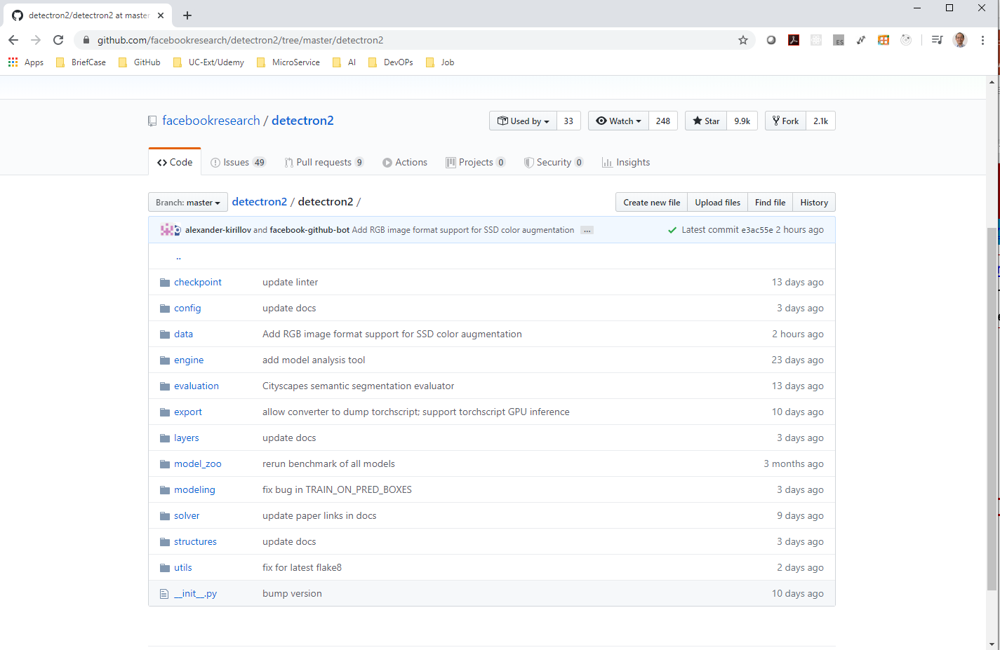 detectron2/detectron2 at master
github.com/facebookresearch/detectron2/tree/master/detectron2
ES
Apps BriefCase GitHub UC-Ext/Udemy MicroService AI DevOPs Job
facebookresearch / detectron2
Used by 33 Watch 248 Star 9.9k Fork 2.1k
Code Issues 49 Pull requests 9 Actions Projects 0 Security 0 Insights
Branch: master detectron2 / detectron2 / Create new file Upload files Find file History
alexander-kirillov and facebook-github-bot Add RGB image format support for SSD color augmentation ... Latest commit e3ac55e 2 hours ago
..
checkpoint update linter 13 days ago
config update docs 3 days ago
data Add RGB image format support for SSD color augmentation 2 hours ago
engine add model analysis tool 23 days ago
evaluation Cityscapes semantic segmentation evaluator 13 days ago
export allow converter to dump torchscript; support torchscript GPU inference 10 days ago
layers update docs 3 days ago
model_zoo rerun benchmark of all models 3 months ago
modeling fix bug in TRAIN_ON_PRED_BOXES 3 days ago
solver update paper links in docs 9 days ago
structures update docs 3 days ago
utils fix for latest flake8 2 days ago
__init__.py bump version 10 days ago